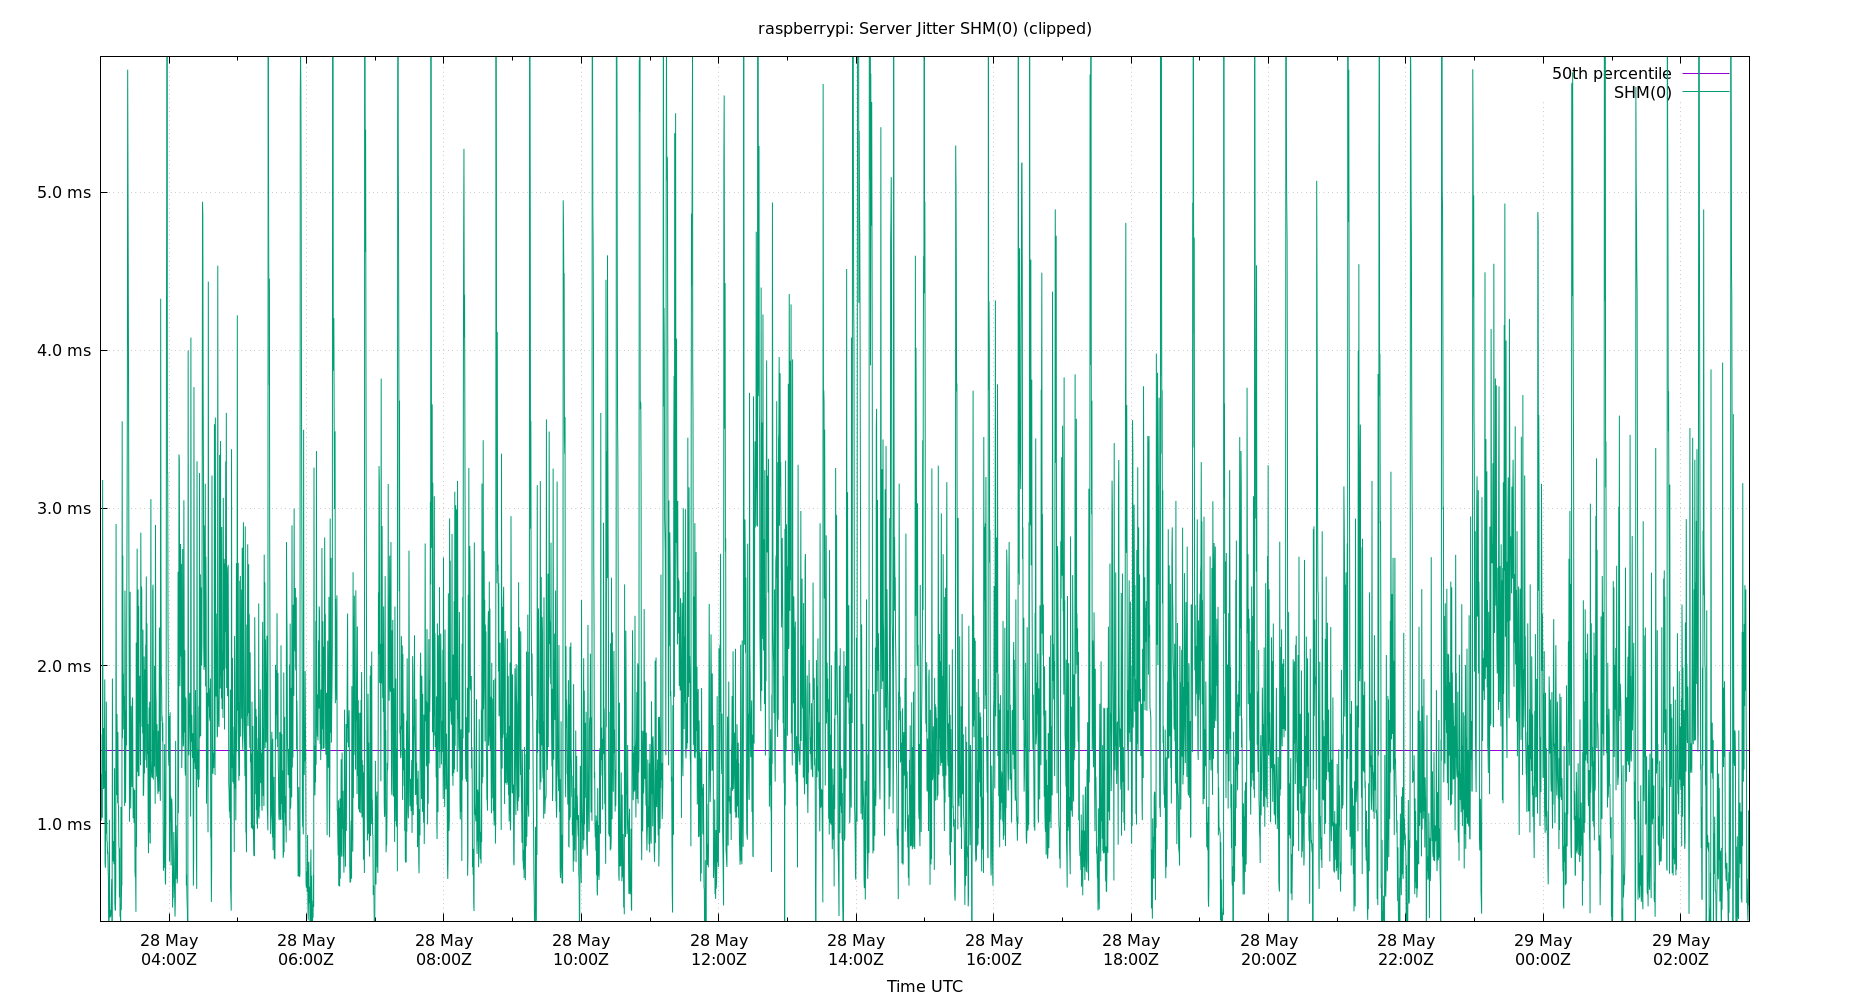 raspberrypi: Server Jitter SHM(0) (clipped)
50th percentile
SHM(0)
5.0 ms
4.0 ms
3.0 ms
2.0 ms
1.0 ms
28 May 28 May 28 May 28 May 28 May 28 May 28 May 28 May 28 May 28 May 29 May 29 May
04:00Z 06:00Z 08:00Z 10:00Z 12:00Z 14:00Z 16:00Z 18:00Z 20:00Z 22:00Z 00:00Z 02:00Z
Time UTC